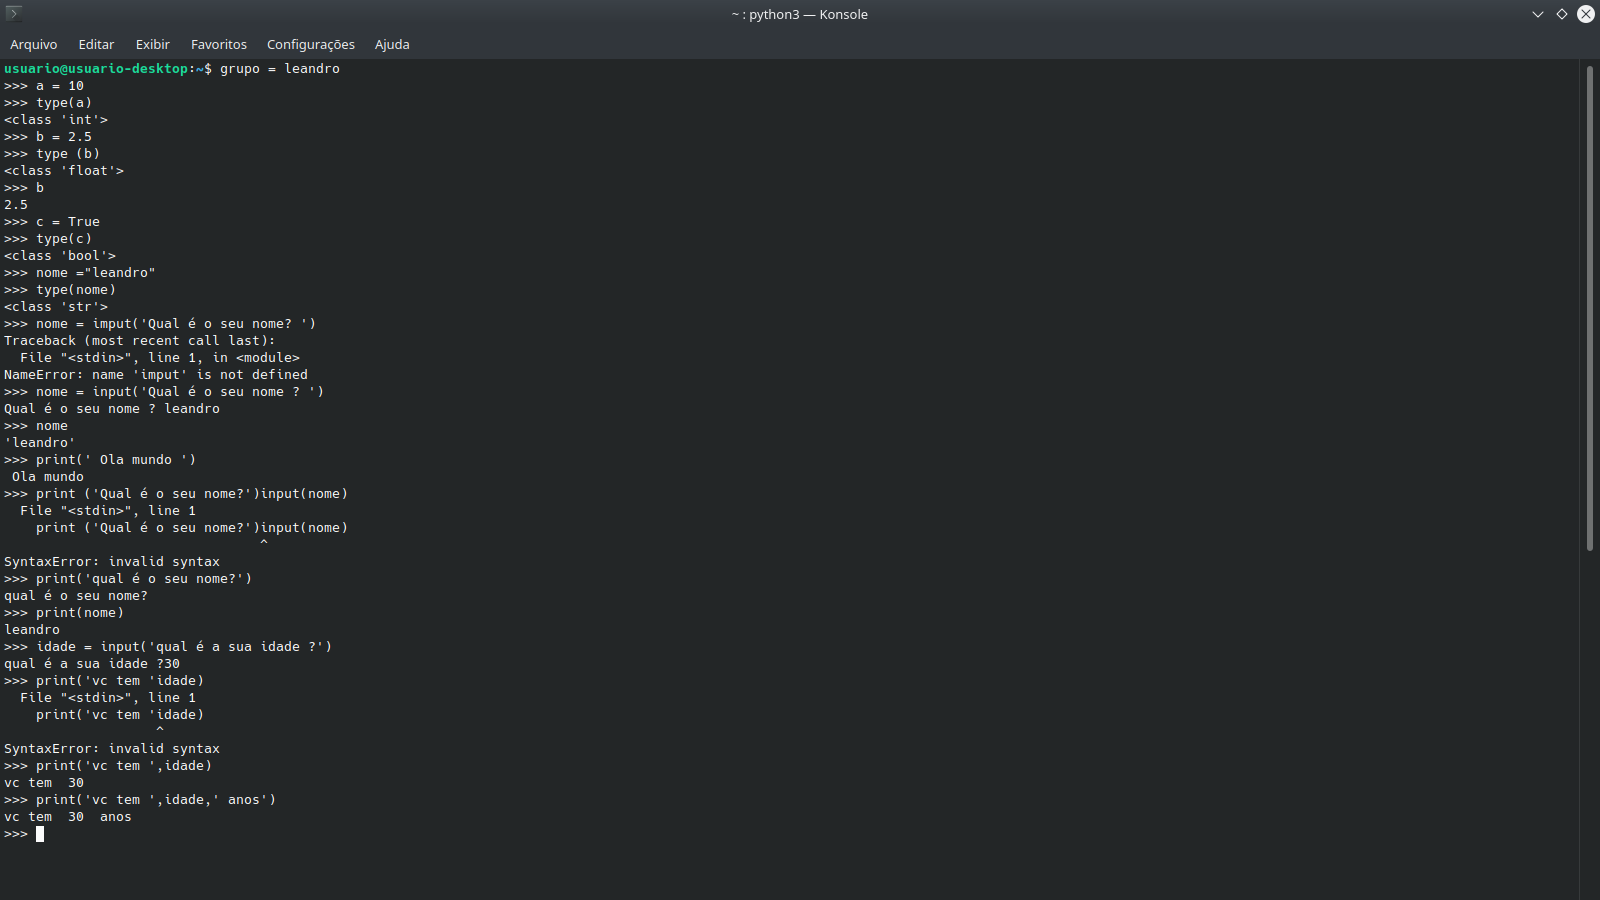 ~ : python3 — Konsole
Arquivo Editar Exibir Favoritos Configurações Ajuda
usuario@usuario-desktop:~$ grupo = leandro
>>> a = 10
>>> type(a)
<class 'int'>
>>> b = 2.5
>>> type (b)
<class 'float'>
>>> b
2.5
>>> c = True
>>> type(c)
<class 'bool'>
>>> nome ="leandro"
>>> type(nome)
<class 'str'>
>>> nome = imput('Qual é o seu nome? ')
Traceback (most recent call last):
  File "<stdin>", line 1, in <module>
NameError: name 'imput' is not defined
>>> nome = input('Qual é o seu nome ? ')
Qual é o seu nome ? leandro
>>> nome
'leandro'
>>> print(' Ola mundo ')
 Ola mundo
>>> print ('Qual é o seu nome?')input(nome)
  File "<stdin>", line 1
    print ('Qual é o seu nome?')input(nome)
                                ^
SyntaxError: invalid syntax
>>> print('qual é o seu nome?')
qual é o seu nome?
>>> print(nome)
leandro
>>> idade = input('qual é a sua idade ?')
qual é a sua idade ?30
>>> print('vc tem 'idade)
  File "<stdin>", line 1
    print('vc tem 'idade)
                   ^
SyntaxError: invalid syntax
>>> print('vc tem ',idade)
vc tem  30
>>> print('vc tem ',idade,' anos')
vc tem  30  anos
>>>